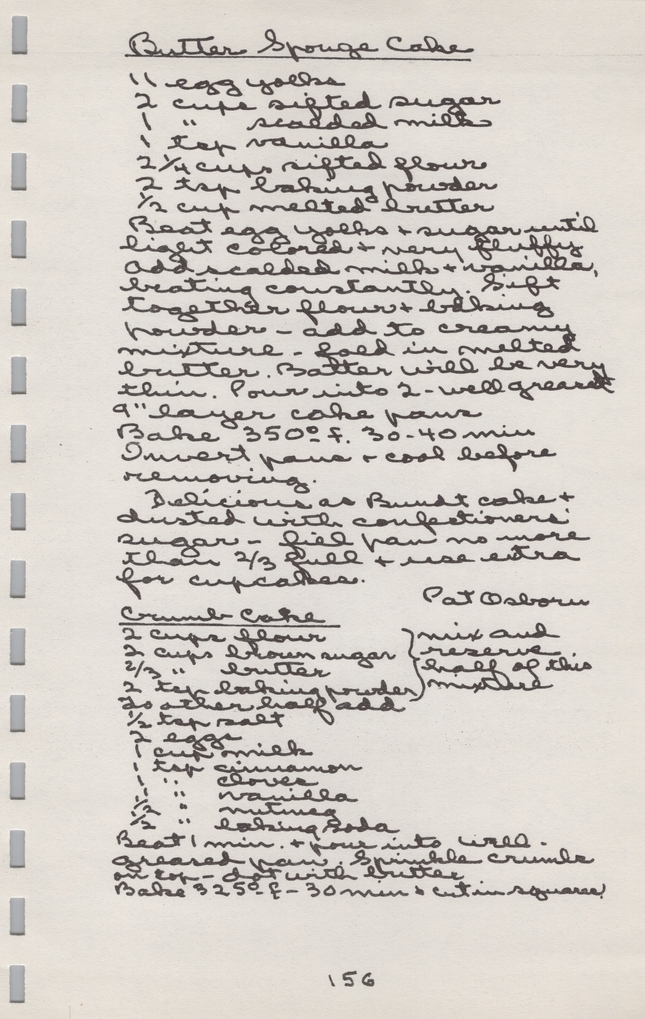 Butter Sponge Cake
11 egg yolks
2 cups sifted sugar
1 " scalded milk
1 tsp vanilla
2 1/4 cups sifted flour
2 tsp baking powder
1/2 cup melted butter
Beat egg yolks + sugar until
light colored + very fluffy
add scalded milk + vanilla,
beating constantly. Sift
together flour + baking
powder - add to creamy
mixture - fold in melted
butter. Batter will be very
thin. Pour into 2 - well greased
9" layer cake pans
Bake 350° f. 30-40 min
Invert pans + cool before
removing.
Delicious as Bundt cake +
dusted with confectioners'
sugar - fill pan no more
than 2/3 full + use extra
for cupcakes.
Pat Osborn
Crumb Cake
2 cups flour } mix and
2 cups brown sugar reserve
2/3 " butter half of this
2 tsp baking powder mixture
To other half add
1/2 tsp salt
2 eggs
1 cup milk
1 tsp cinnamon
1 " cloves
1 " vanilla
1/2 " nutmeg
1/2 " baking soda
Beat 1 min. + pour into well -
greased pan. Sprinkle crumbs
on top - dot with butter
Bake 325° f - 30 min + cut in squares
156